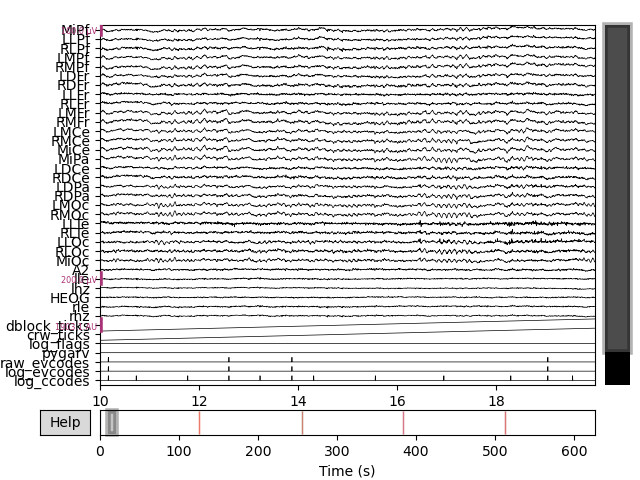 MiPf
LLPf
RLPf
LMPf
RMPf
LDFr
RDFr
LLFr
RLFr
LMFr
RMFr
LMCe
RMCe
MiCe
MiPa
LDCe
RDCe
LDPa
RDPa
LMOc
RMOc
LLTe
RLTe
LLOc
RLOc
MiOc
A2
lle
lhz
HEOG
rle
rhz
dblock_ticks
crw_ticks
log_flags
pygarv
raw_evcodes
log_evcodes
log_ccodes
10 12 14 16 18
Help
0 100 200 300 400 500 600
Time (s)